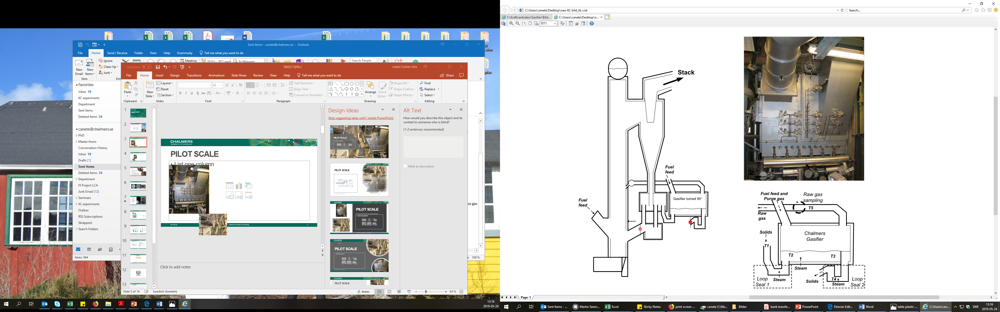 Sent Items - canete@chalmers.se - Outlook
File Home Send / Receive Folder View Help Grammarly Tell me what you want to do
New Email
New Items
Ignore
Clean Up
Junk
Meeting
To Manager
Search People
New
Favorites
Inbox 19
KC experiments
Department
Sent Items
Deleted Items 24
canete@chalmers.se
PhD
Master thesis
Conversation History
Inbox 19
Drafts [1]
Sent Items
Deleted Items 24
Department
f3 Project LCA
Junk Email [12]
Seminars
KC experiments
Outbox
RSS Subscriptions
Skräppost
Search Folders
Items: 994
so gas
100 %
AutoSave Off
190527 ISFRv1
Isabel Cañete Vela
File Home Insert Design Transitions Animations Slide Show Review View Help Tell me what you want to do
Share
Paste
Clipboard
New Slide
Layout
Reset
Section
Slides
26
B I U S abc AV Aa A
Font
Text Direction
Align Text
Convert to SmartArt
Paragraph
Arrange
Quick Styles
Shape Fill
Shape Outline
Shape Effects
Drawing
Find
Replace
Select
Editing
1
2
3
4
5
6
7
8
9
10
11
12
13
CHALMERS
UNIVERSITY OF TECHNOLOGY
PILOT SCALE
• List one column
2019-05-24
Chalmers University of Technology
3
Click to add notes
Design Ideas
Stop suggesting ideas until I restart PowerPoint.
PILOT SCALE
PILOT SCALE
PILOT SCALE
PILOT SCALE
PILOT SCALE
Alt Text
How would you describe this object and its
context to someone who is blind?
(1-2 sentences recommended)
Mark as decorative
Slide 3 of 16
Swedish (Sweden)
Notes
63 %
13:16
2019-05-24
C:\Users\canete\Desktop\new KC bild_AL.vsd
Search...
Y:\Kraftcentralen\Gasifier\Bild...
C:\Users\canete\Desktop\n...
101%
Stack
Fuel
feed
Gasifier turned 90°
Fuel
feed
Fuel feed and
Purge gas
Raw gas
sampling
T5
Raw
gas
Solids
T1
Chalmers
Gasifier
T2
T3
Steam
Loop
Seal 1
Steam
Solids
T4
Steam
Loop
Seal 2
Page-1
Sent Items - ...
Martin Seem...
Excel
Sticky Notes
print screen ...
canete (\\file...
Bilder
bank trasnfe...
PowerPoint
Elsevier Edit...
Word
table plastic ...
C:\Users\can...
SWE
13:16
2019-05-24